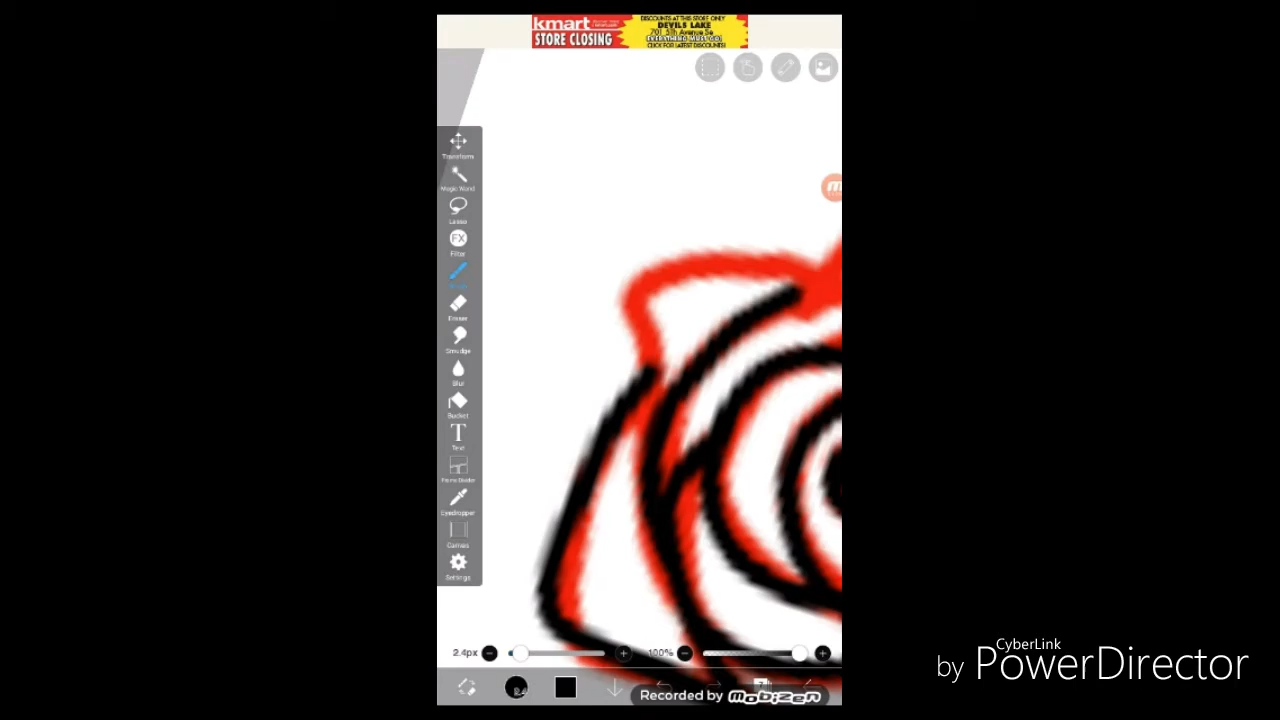 kmart
STORE CLOSING
DISCOUNTS AT THIS STORE ONLY
DEVILS LAKE
EVERYTHING MUST GO!
CLICK FOR LATEST DISCOUNTS!
Transform
Magic Wand
Lasso
FX
Filter
Eraser
Smudge
Blur
Bucket
T
Text
Frame Divider
Eyedropper
Canvas
Settings
2.4px
100%
Recorded by mobizen
CyberLink
by PowerDirector